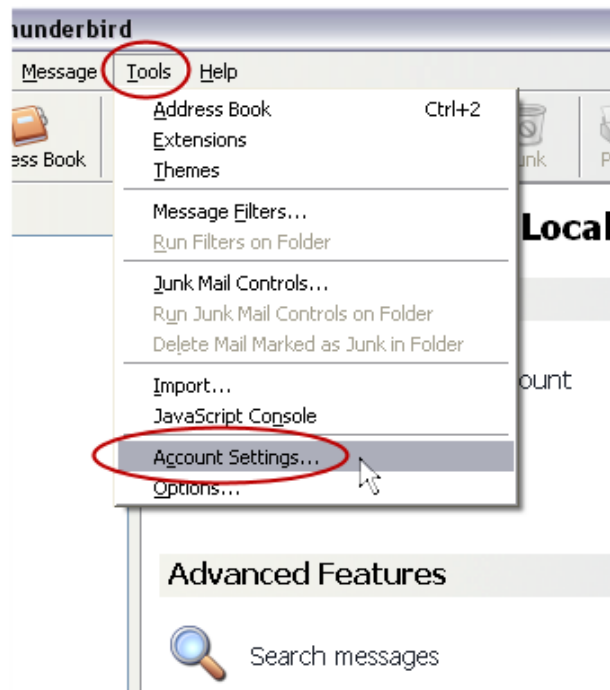 hunderbird
Message Tools Help
ess Book
Address Book Ctrl+2
Extensions
Themes
unk
P
Message Filters...
Run Filters on Folder
Local
Junk Mail Controls...
Run Junk Mail Controls on Folder
Delete Mail Marked as Junk in Folder
ount
Import...
JavaScript Console
Account Settings...
Options...
Advanced Features
Search messages